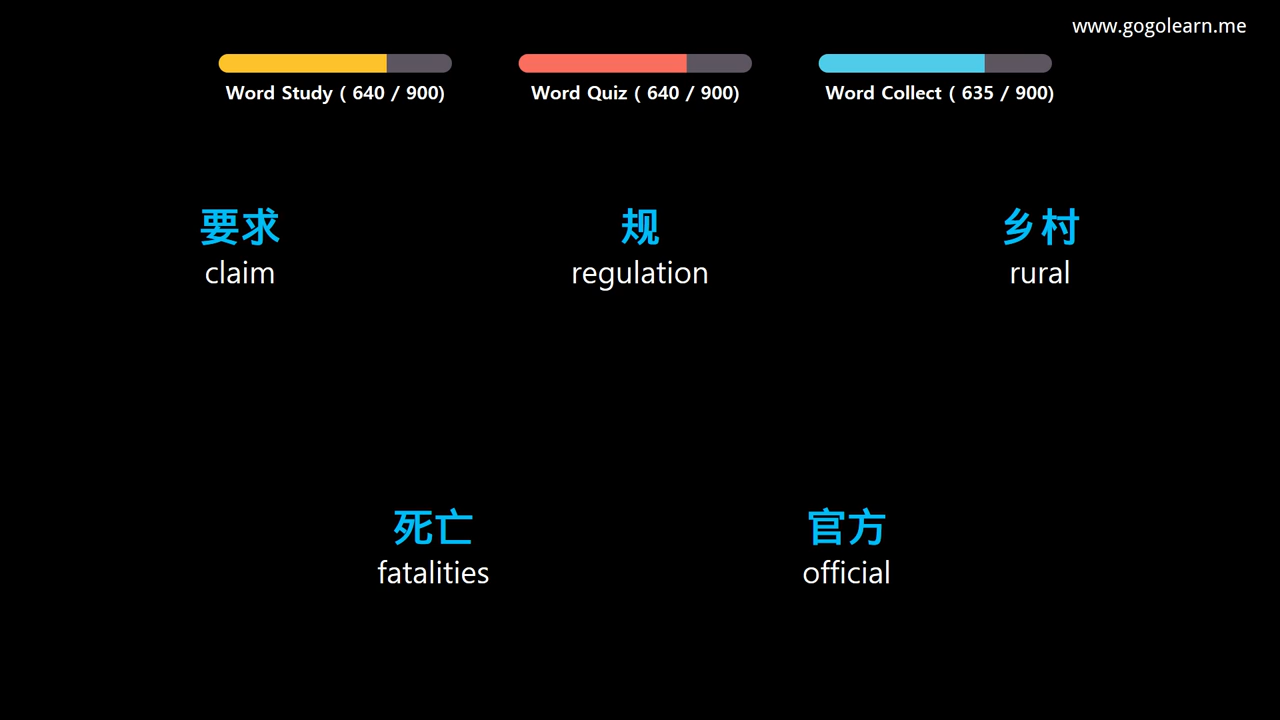 www.gogolearn.me
Word Study ( 640 / 900)
Word Quiz ( 640 / 900)
Word Collect ( 635 / 900)
要求
claim
规
regulation
乡村
rural
死亡
fatalities
官方
official